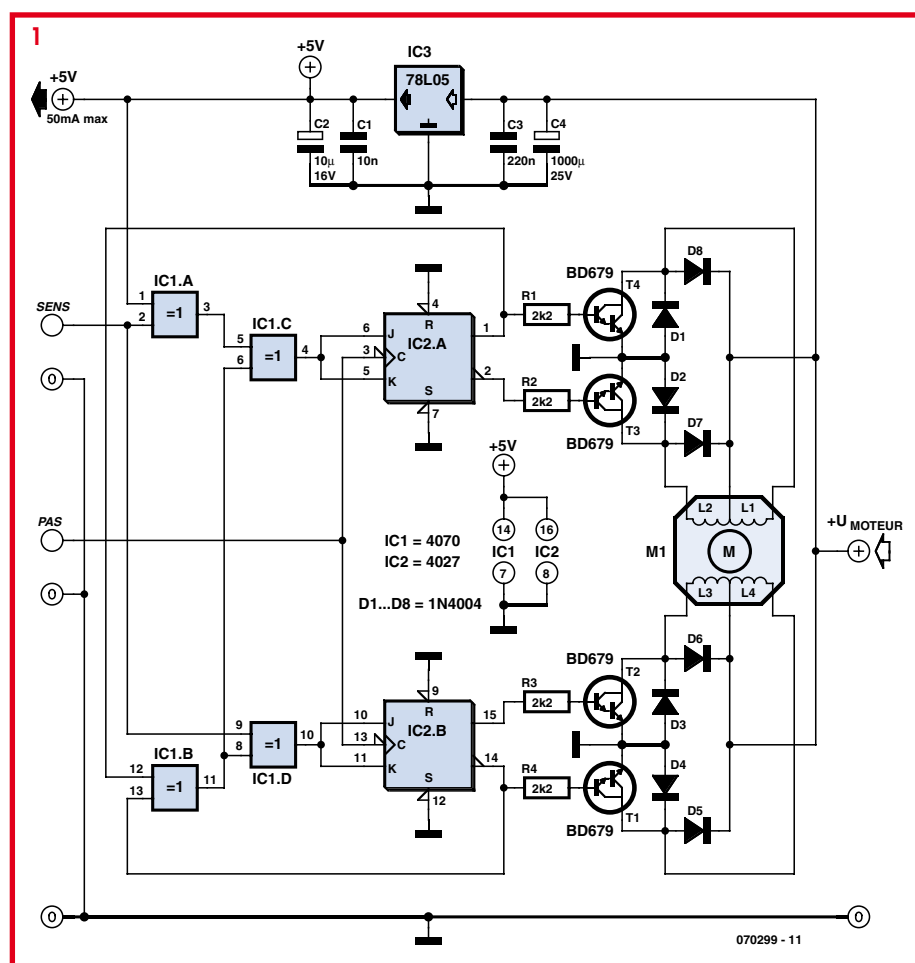 1
+5V
IC3
78L05
+5V
50mA max
C2
10µ
16V
C1
10n
C3
220n
C4
1000µ
25V
SENS
IC1.A
1
2
=1
3
IC1.C
5
6
=1
4
4
R
6
J
3
C
5
K
IC2.A
S
7
1
2
R1
2k2
R2
2k2
BD679
T4
T3
BD679
D8
D1
D2
D7
+5V
PAS
IC1 = 4070
IC2 = 4027
D1...D8 = 1N4004
14
16
IC1
IC2
7
8
L2
L1
M1
M
L3
L4
+U MOTEUR
9
R
10
J
13
C
11
K
IC2.B
S
12
15
14
IC1.D
9
8
=1
10
IC1.B
12
13
=1
11
R3
2k2
R4
2k2
BD679
T2
T1
BD679
D6
D3
D4
D5
0
0
0
0
070299 - 11